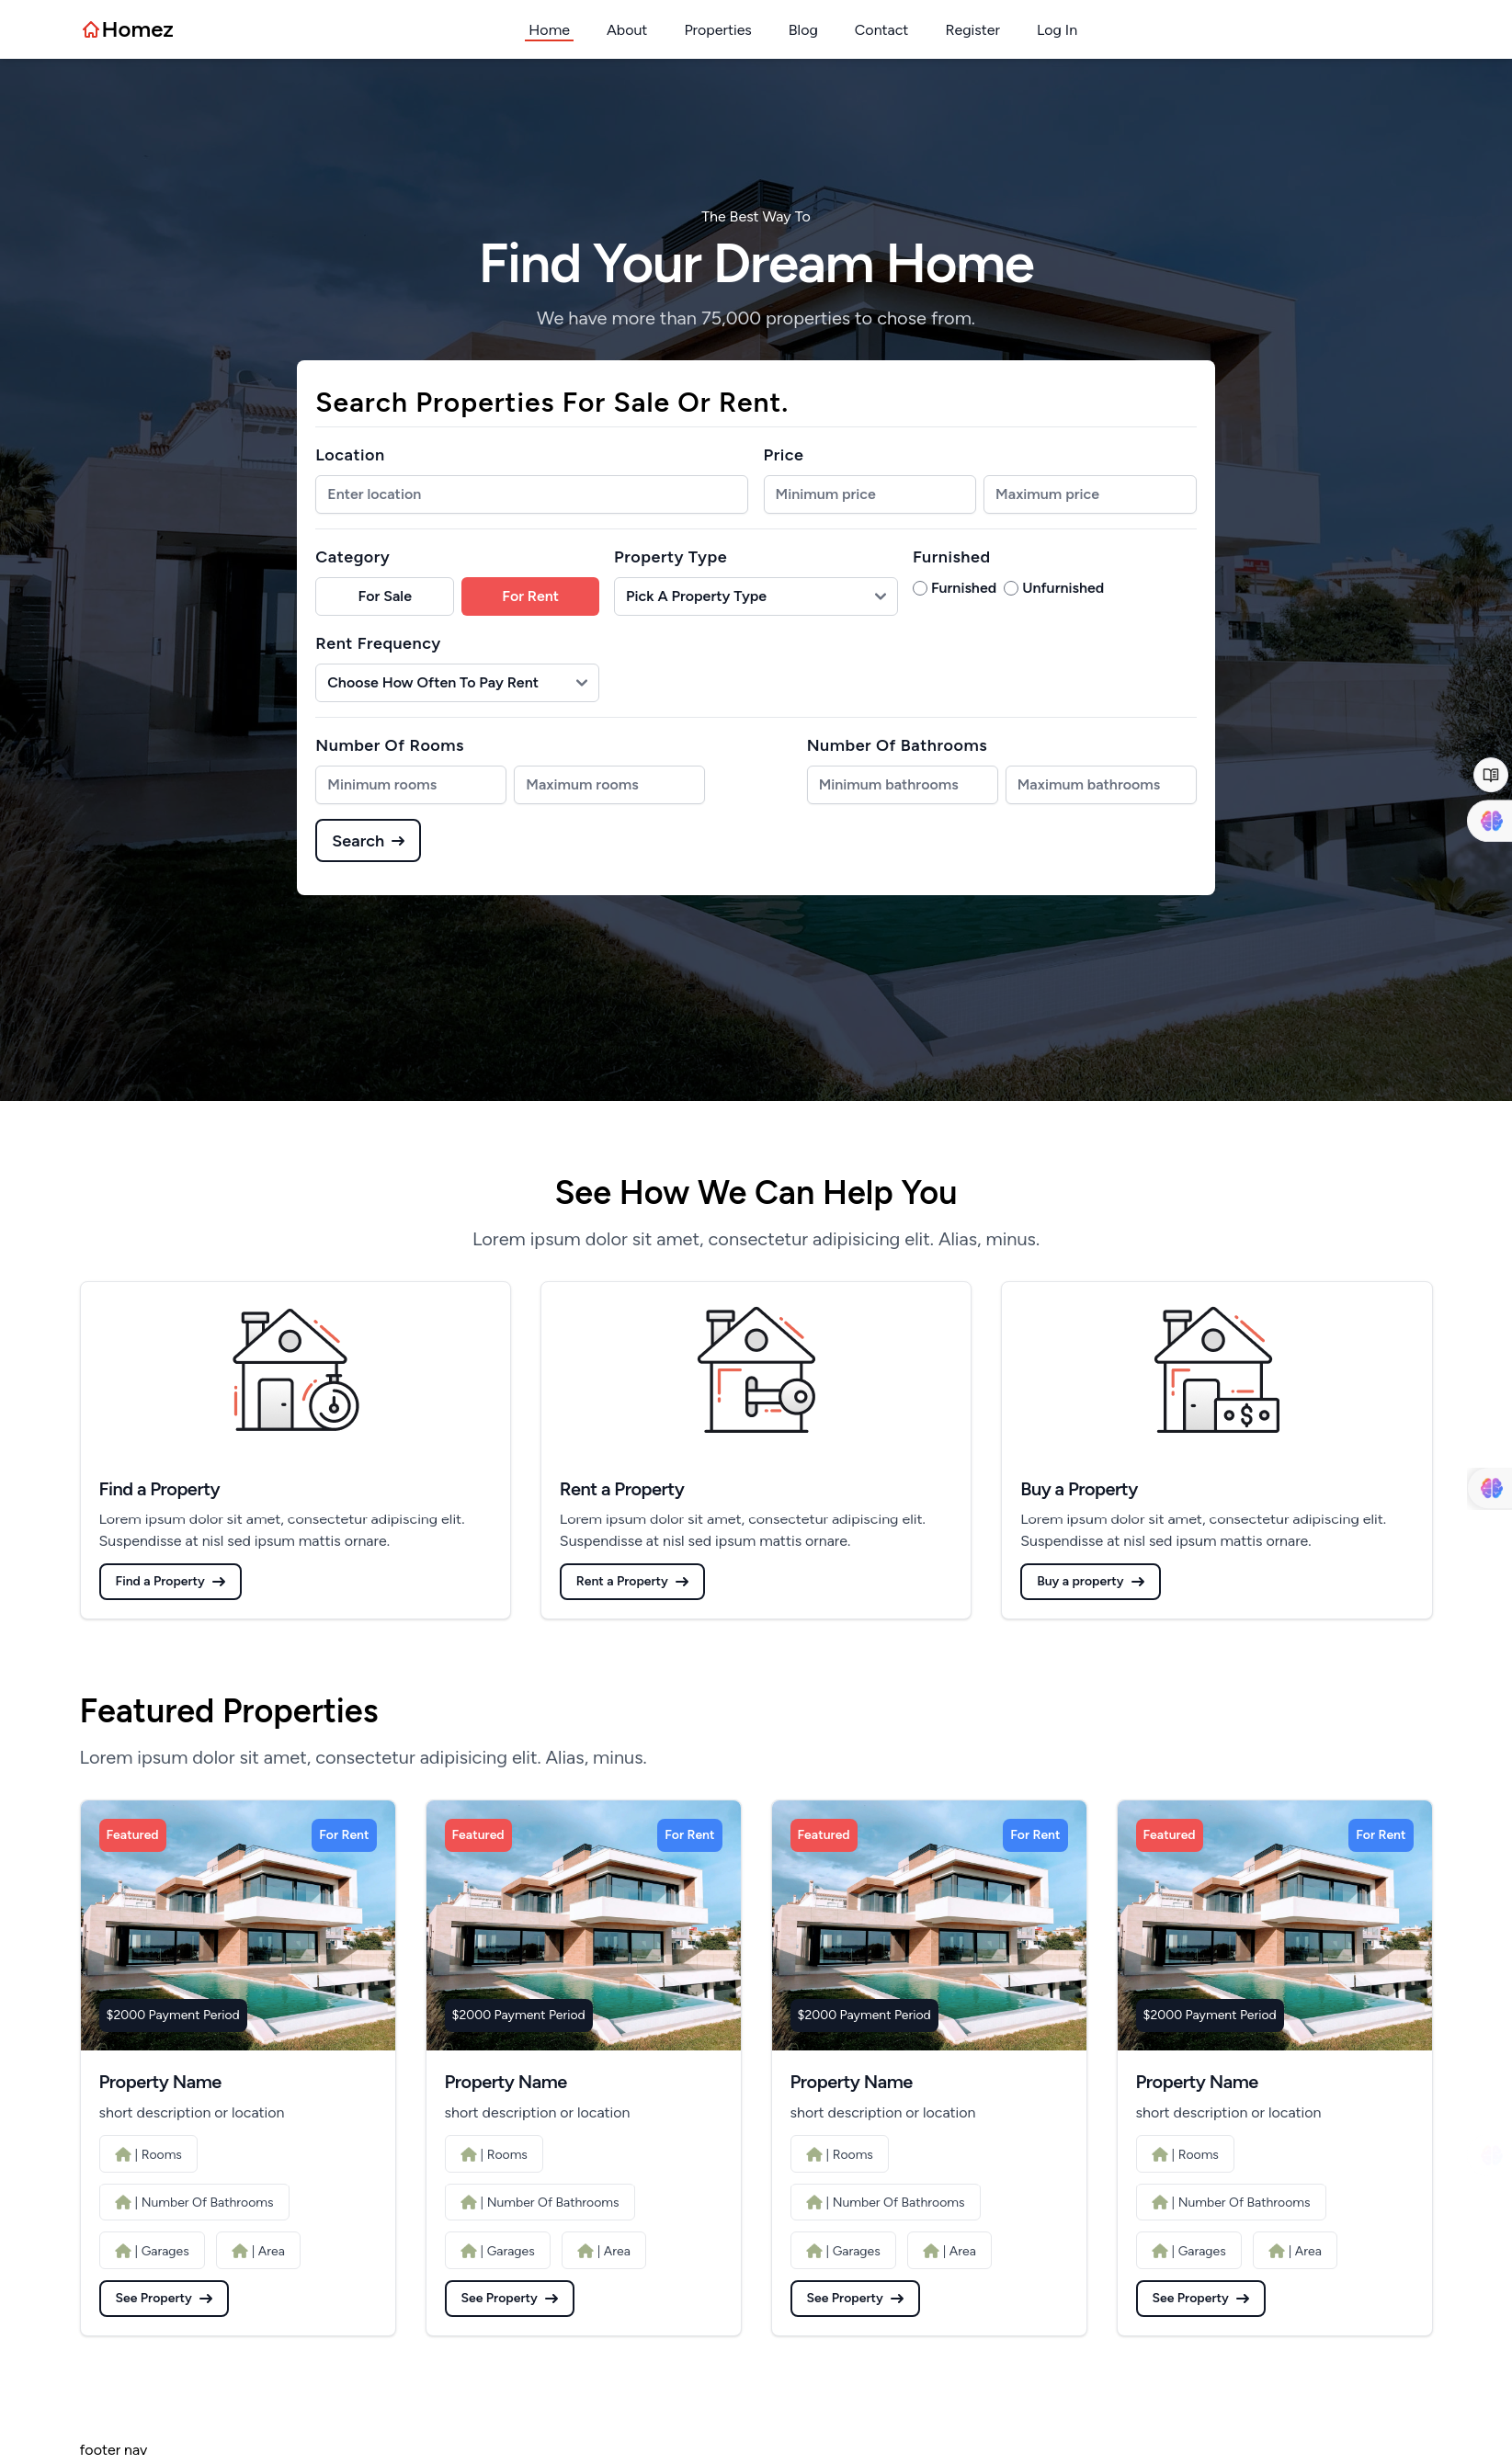 Homez
Home About Properties Blog Contact Register Log In
The Best Way To
Find Your Dream Home
We have more than 75,000 properties to chose from.
Search Properties For Sale Or Rent.
Location Price
Enter location Minimum price Maximum price
Category Property Type Furnished
For Sale For Rent Pick A Property Type Furnished Unfurnished
Rent Frequency
Choose How Often To Pay Rent
Number Of Rooms Number Of Bathrooms
Minimum rooms Maximum rooms Minimum bathrooms Maximum bathrooms
Search →
See How We Can Help You
Lorem ipsum dolor sit amet, consectetur adipisicing elit. Alias, minus.
Find a Property
Lorem ipsum dolor sit amet, consectetur adipiscing elit.
Suspendisse at nisl sed ipsum mattis ornare.
Find a Property →
Rent a Property
Lorem ipsum dolor sit amet, consectetur adipiscing elit.
Suspendisse at nisl sed ipsum mattis ornare.
Rent a Property →
Buy a Property
Lorem ipsum dolor sit amet, consectetur adipiscing elit.
Suspendisse at nisl sed ipsum mattis ornare.
Buy a property →
Featured Properties
Lorem ipsum dolor sit amet, consectetur adipisicing elit. Alias, minus.
Featured For Rent
$2000 Payment Period
Property Name
short description or location
| Rooms
| Number Of Bathrooms
| Garages | Area
See Property →
Featured For Rent
$2000 Payment Period
Property Name
short description or location
| Rooms
| Number Of Bathrooms
| Garages | Area
See Property →
Featured For Rent
$2000 Payment Period
Property Name
short description or location
| Rooms
| Number Of Bathrooms
| Garages | Area
See Property →
Featured For Rent
$2000 Payment Period
Property Name
short description or location
| Rooms
| Number Of Bathrooms
| Garages | Area
See Property →
footer nav